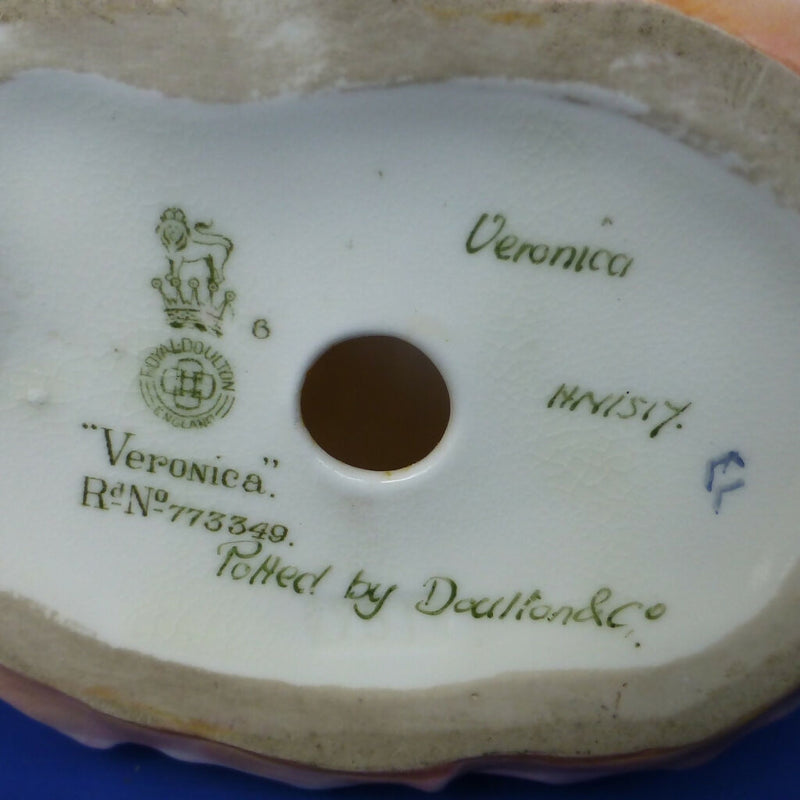 Veronica
HN1517.
6
ROYAL DOULTON
ENGLAND
"Veronica".
Rd No 773349.
Potted by Doulton & Co.